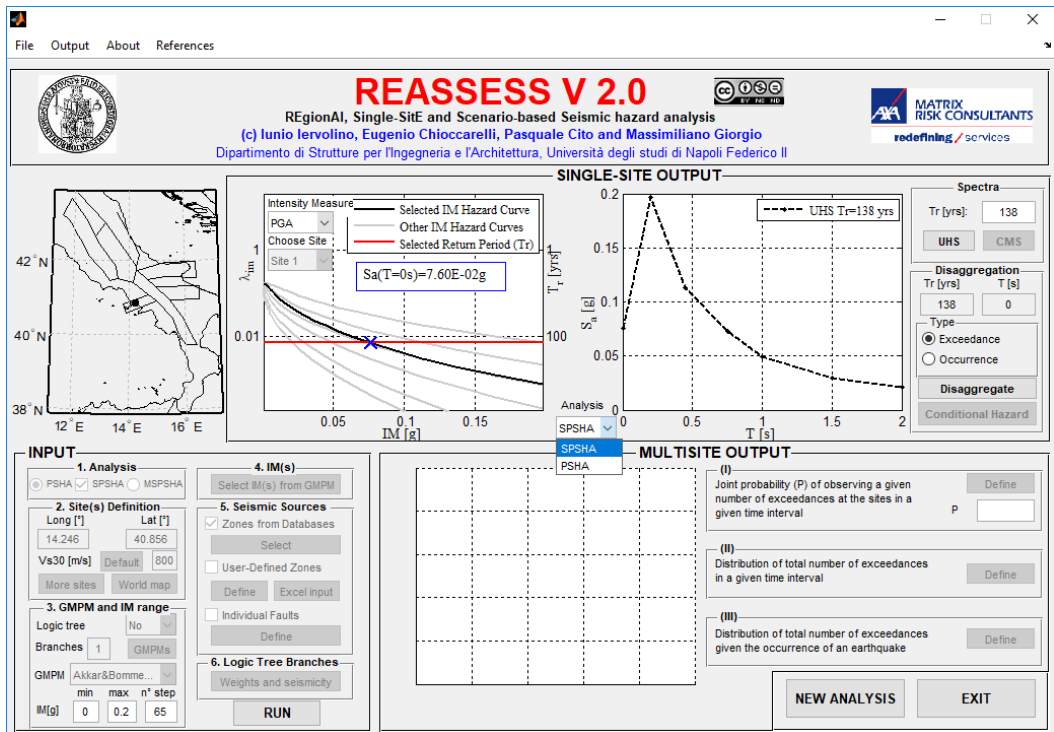 File Output About References
REASSESS V 2.0
REgionAl, Single-SitE and Scenario-based Seismic hazard analysis
(c) Iunio Iervolino, Eugenio Chioccarelli, Pasquale Cito and Massimiliano Giorgio
Dipartimento di Strutture per l'Ingegneria e l'Architettura, Università degli studi di Napoli Federico II
BY NC ND
AXA MATRIX
RISK CONSULTANTS
redefining / services
42°N
40°N
38°N
12°E 14°E 16°E
SINGLE-SITE OUTPUT
Intensity Measure
PGA
Choose Site
Site 1
Selected IM Hazard Curve
Other IM Hazard Curves
Selected Return Period (Tr)
Sa(T=0s)=7.60E-02g
λim
1
0.01
1
100
Tr [yrs]
0.05 0.1 0.15
IM [g]
UHS Tr=138 yrs
Sa [g]
0.2
0.15
0.1
0.05
0
0 0.5 1 1.5 2
T [s]
Analysis
SPSHA
SPSHA
PSHA
Spectra
Tr [yrs]: 138
UHS CMS
Disaggregation
Tr [yrs] T [s]
138 0
Type
Exceedance
Occurrence
Disaggregate
Conditional Hazard
INPUT
1. Analysis
PSHA SPSHA MSPSHA
2. Site(s) Definition
Long [°] Lat [°]
14.246 40.856
Vs30 [m/s] Default 800
More sites World map
3. GMPM and IM range
Logic tree No
Branches 1 GMPMs
GMPM Akkar&Bomme...
min max n° step
IM[g] 0 0.2 65
4. IM(s)
Select IM(s) from GMPM
5. Seismic Sources
Zones from Databases
Select
User-Defined Zones
Define Excel input
Individual Faults
Define
6. Logic Tree Branches
Weights and seismicity
RUN
MULTISITE OUTPUT
(I)
Joint probability (P) of observing a given
number of exceedances at the sites in a
given time interval
Define
P
(II)
Distribution of total number of exceedances
in a given time interval
Define
(III)
Distribution of total number of exceedances
given the occurrence of an earthquake
Define
NEW ANALYSIS EXIT